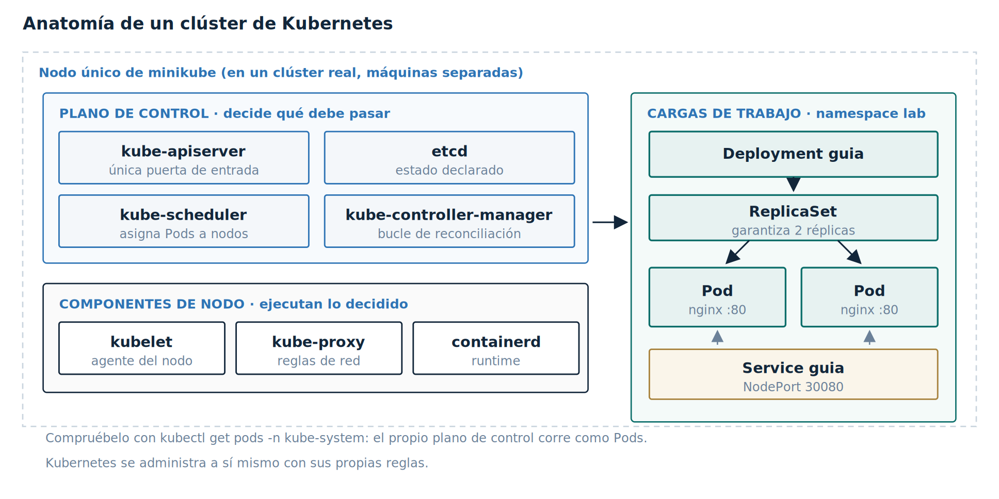 Anatomía de un clúster de Kubernetes
Nodo único de minikube (en un clúster real, máquinas separadas)
PLANO DE CONTROL · decide qué debe pasar
kube-apiserver
única puerta de entrada
etcd
estado declarado
kube-scheduler
asigna Pods a nodos
kube-controller-manager
bucle de reconciliación
COMPONENTES DE NODO · ejecutan lo decidido
kubelet
agente del nodo
kube-proxy
reglas de red
containerd
runtime
CARGAS DE TRABAJO · namespace lab
Deployment guia
ReplicaSet
garantiza 2 réplicas
Pod
nginx :80
Pod
nginx :80
Service guia
NodePort 30080
Compruébelo con kubectl get pods -n kube-system: el propio plano de control corre como Pods.
Kubernetes se administra a sí mismo con sus propias reglas.